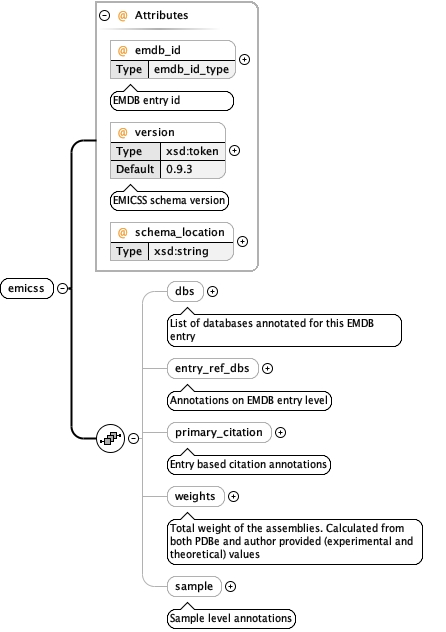 @ Attributes
@ emdb_id
Type emdb_id_type
EMDB entry id
@ version
Type xsd:token
Default 0.9.3
EMICSS schema version
@ schema_location
Type xsd:string
emicss
dbs
List of databases annotated for this EMDB
entry
entry_ref_dbs
Annotations on EMDB entry level
primary_citation
Entry based citation annotations
weights
Total weight of the assemblies. Calculated from
both PDBe and author provided (experimental and
theoretical) values
sample
Sample level annotations